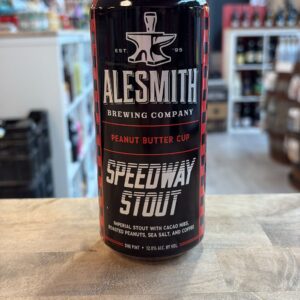 EST. 95
ALESMITH
BREWING COMPANY
PEANUT BUTTER CUP
SPEEDWAY
STOUT
IMPERIAL STOUT WITH CACAO NIBS,
ROASTED PEANUTS, SEA SALT, AND COFFEE
ONE PINT • 12.0% ALC. BY VOL.